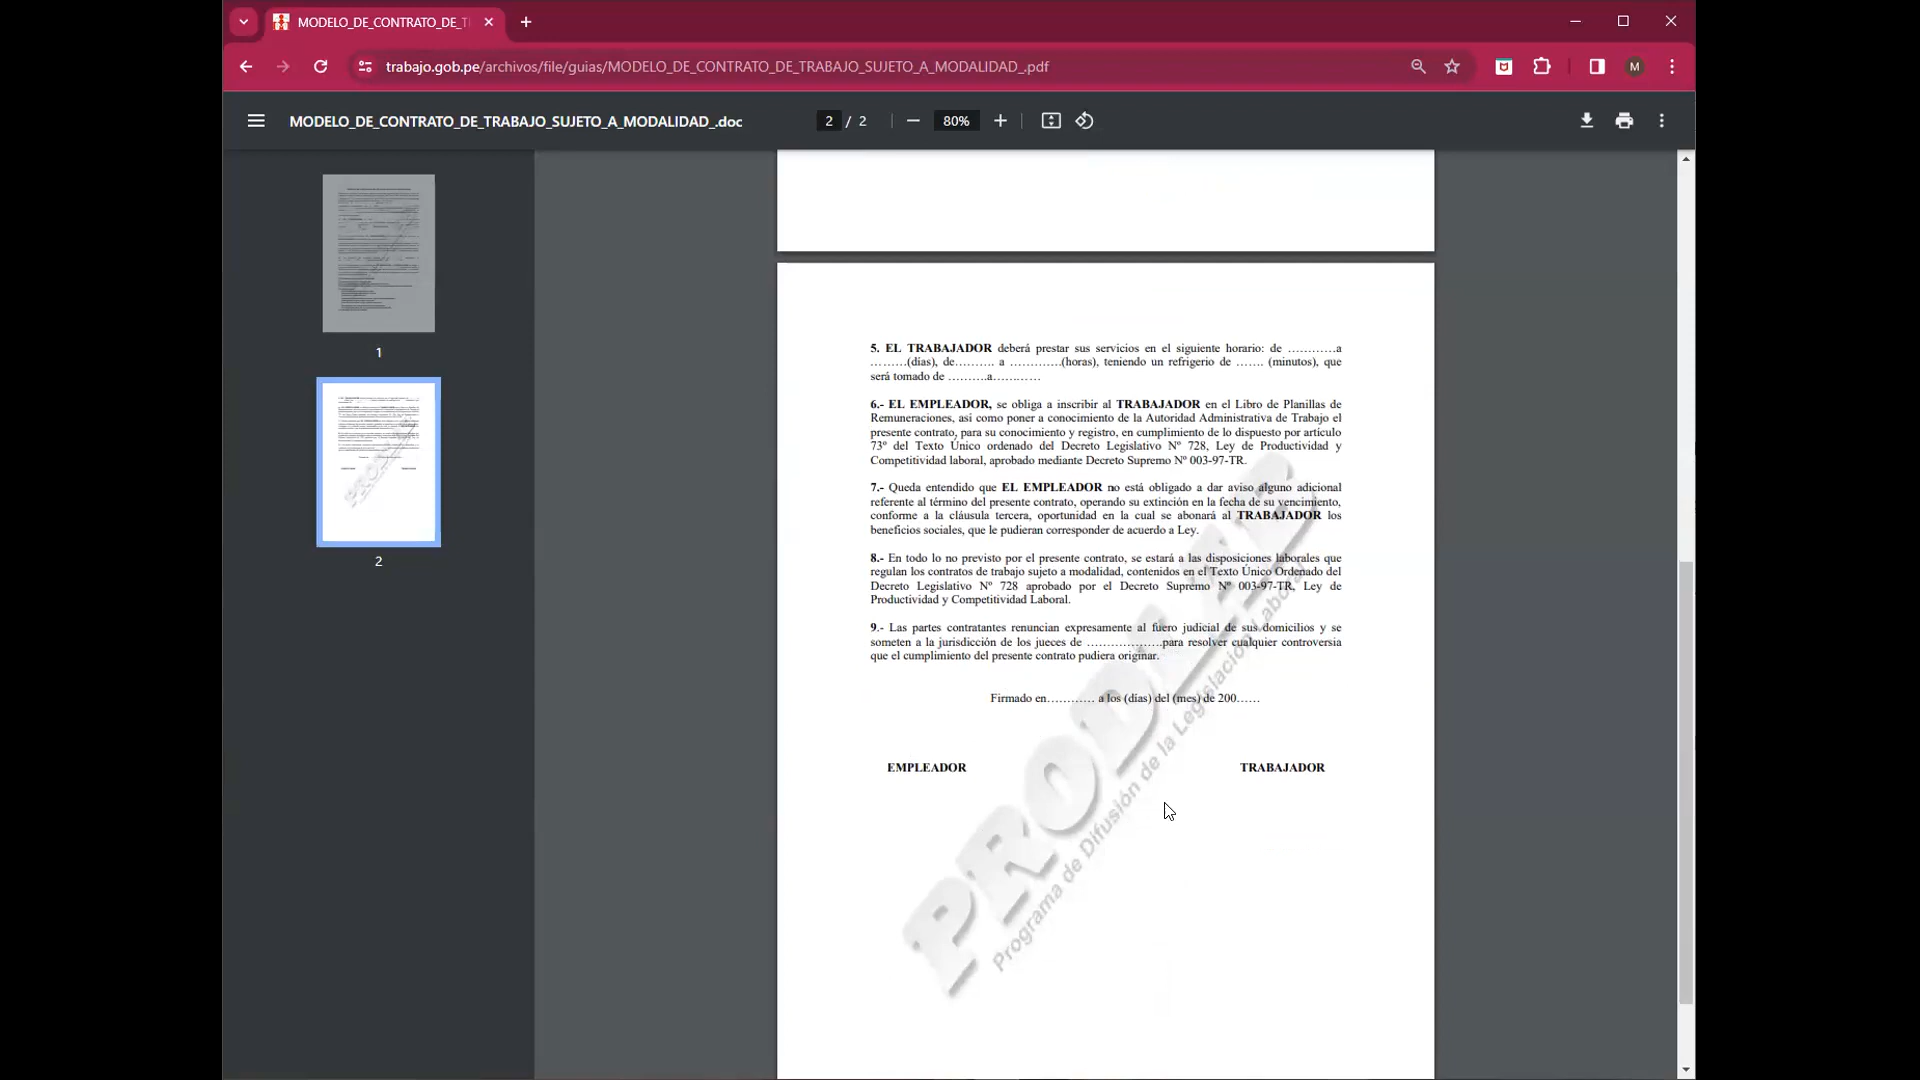 MODELO_DE_CONTRATO_DE_T
trabajo.gob.pe/archivos/file/guias/MODELO_DE_CONTRATO_DE_TRABAJO_SUJETO_A_MODALIDAD_.pdf
M
MODELO_DE_CONTRATO_DE_TRABAJO_SUJETO_A_MODALIDAD_.doc
2 / 2
80%
1
2
5. EL TRABAJADOR deberá prestar sus servicios en el siguiente horario: de …………a
………(días), de………. a ………….(horas), teniendo un refrigerio de ……. (minutos), que
será tomado de ……….a…………
6.- EL EMPLEADOR, se obliga a inscribir al TRABAJADOR en el Libro de Planillas de
Remuneraciones, así como poner a conocimiento de la Autoridad Administrativa de Trabajo el
presente contrato, para su conocimiento y registro, en cumplimiento de lo dispuesto por artículo
73º del Texto Único ordenado del Decreto Legislativo Nº 728, Ley de Productividad y
Competitividad laboral, aprobado mediante Decreto Supremo Nº 003-97-TR.
7.- Queda entendido que EL EMPLEADOR no está obligado a dar aviso alguno adicional
referente al término del presente contrato, operando su extinción en la fecha de su vencimiento,
conforme a la cláusula tercera, oportunidad en la cual se abonará al TRABAJADOR los
beneficios sociales, que le pudieran corresponder de acuerdo a Ley.
8.- En todo lo no previsto por el presente contrato, se estará a las disposiciones laborales que
regulan los contratos de trabajo sujeto a modalidad, contenidos en el Texto Único Ordenado del
Decreto Legislativo Nº 728 aprobado por el Decreto Supremo Nº 003-97-TR, Ley de
Productividad y Competitividad Laboral.
9.- Las partes contratantes renuncian expresamente al fuero judicial de sus domicilios y se
someten a la jurisdicción de los jueces de ………………..para resolver cualquier controversia
que el cumplimiento del presente contrato pudiera originar.
Firmado en………… a los (días) del (mes) de 200……
EMPLEADOR TRABAJADOR
PRODLAB
Programa de Difusión de la Legislación Laboral